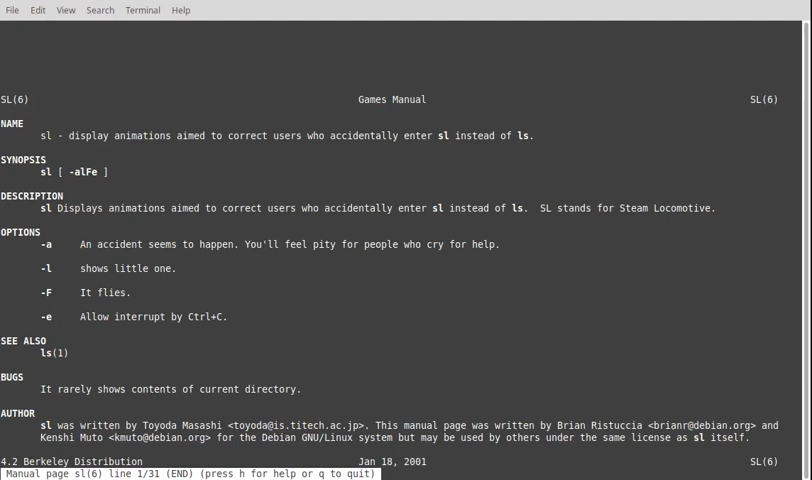 File Edit View Search Terminal Help
SL(6) Games Manual SL(6)
NAME
sl - display animations aimed to correct users who accidentally enter sl instead of ls.
SYNOPSIS
sl [ -alFe ]
DESCRIPTION
sl Displays animations aimed to correct users who accidentally enter sl instead of ls.  SL stands for Steam Locomotive.
OPTIONS
-a An accident seems to happen. You'll feel pity for people who cry for help.
-l shows little one.
-F It flies.
-e Allow interrupt by Ctrl+C.
SEE ALSO
ls(1)
BUGS
It rarely shows contents of current directory.
AUTHOR
sl was written by Toyoda Masashi <toyoda@is.titech.ac.jp>. This manual page was written by Brian Ristuccia <brianr@debian.org> and
Kenshi Muto <kmuto@debian.org> for the Debian GNU/Linux system but may be used by others under the same license as sl itself.
4.2 Berkeley Distribution Jan 18, 2001 SL(6)
Manual page sl(6) line 1/31 (END) (press h for help or q to quit)